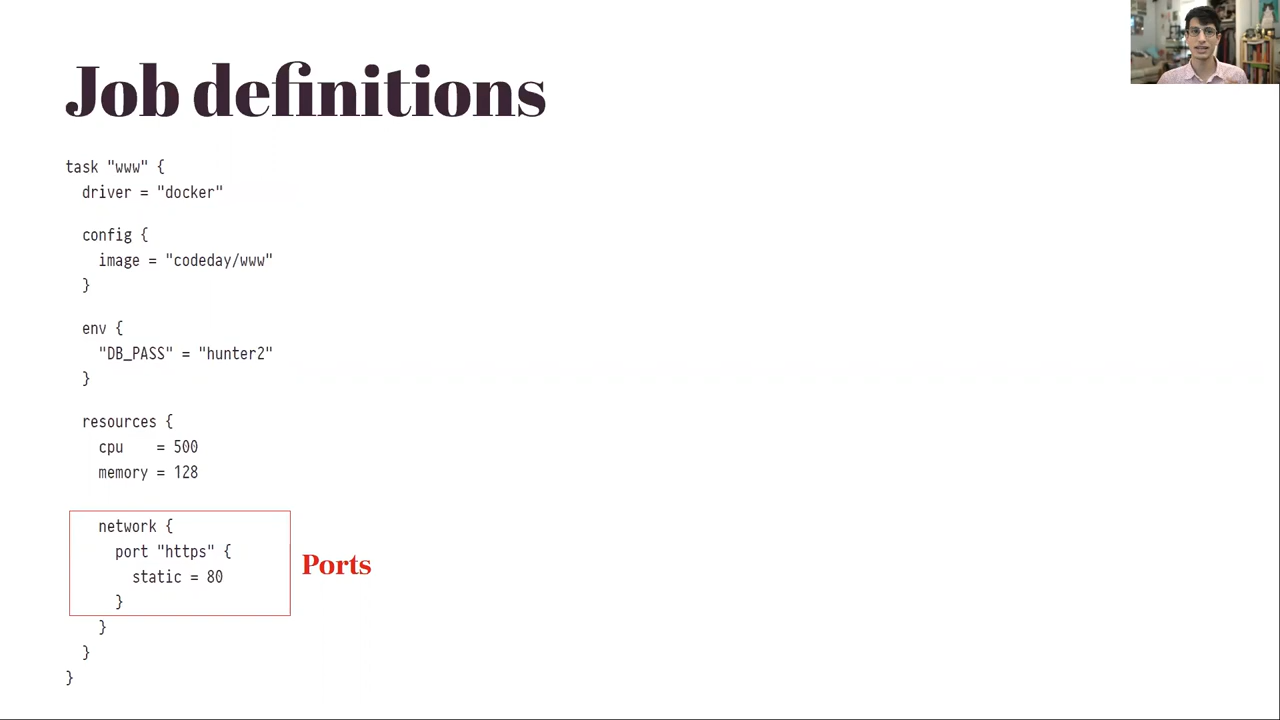 Job definitions
task "www" {
driver = "docker"
config {
image = "codeday/www"
}
env {
"DB_PASS" = "hunter2"
}
resources {
cpu    = 500
memory = 128
network {
port "https" {
static = 80
}
}
}
}
Ports